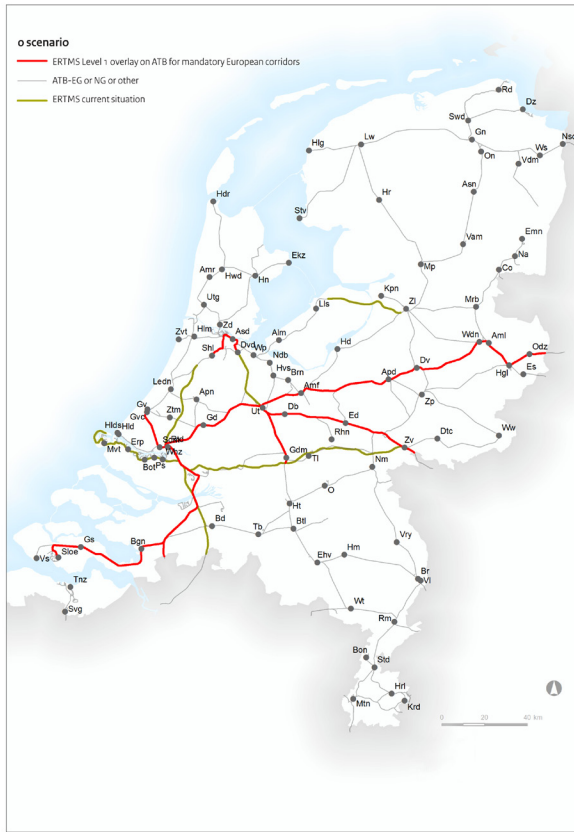 0 scenario
ERTMS Level 1 overlay on ATB for mandatory European corridors
ATB-EG or NG or other
ERTMS current situation
Rd
Dz
Swd
Gn
Nsc
Hlg
Lw
On
Ws
Vdm
Hdr
Hr
Asn
Stv
Emn
Vam
Na
Ekz
Mp
Co
Amr
Hwd
Hn
Kpn
Utg
Lls
Zl
Mrb
Zd
Zvt
Hlm
Asd
Alm
Wdn
Aml
Odz
Shl
Dvd
Wp
Hd
Ndb
Dv
Hgl
Es
Hvs
Brn
Apd
Ledn
Apn
Amf
Zp
Gv
Gvc
Ztm
Gd
Ut
Db
Ed
Hlds
Hld
Rhn
Dtc
Ww
Erp
Zv
Mvt
Bot
Ps
Gdm
Tl
Nm
O
Ht
Bd
Tb
Btl
Gs
Bgn
Vs
Sloe
Ehv
Hm
Vry
Tnz
Br
Vl
Svg
Wt
Rm
Bon
Std
Hrl
Mtn
Krd
0 20 40 km